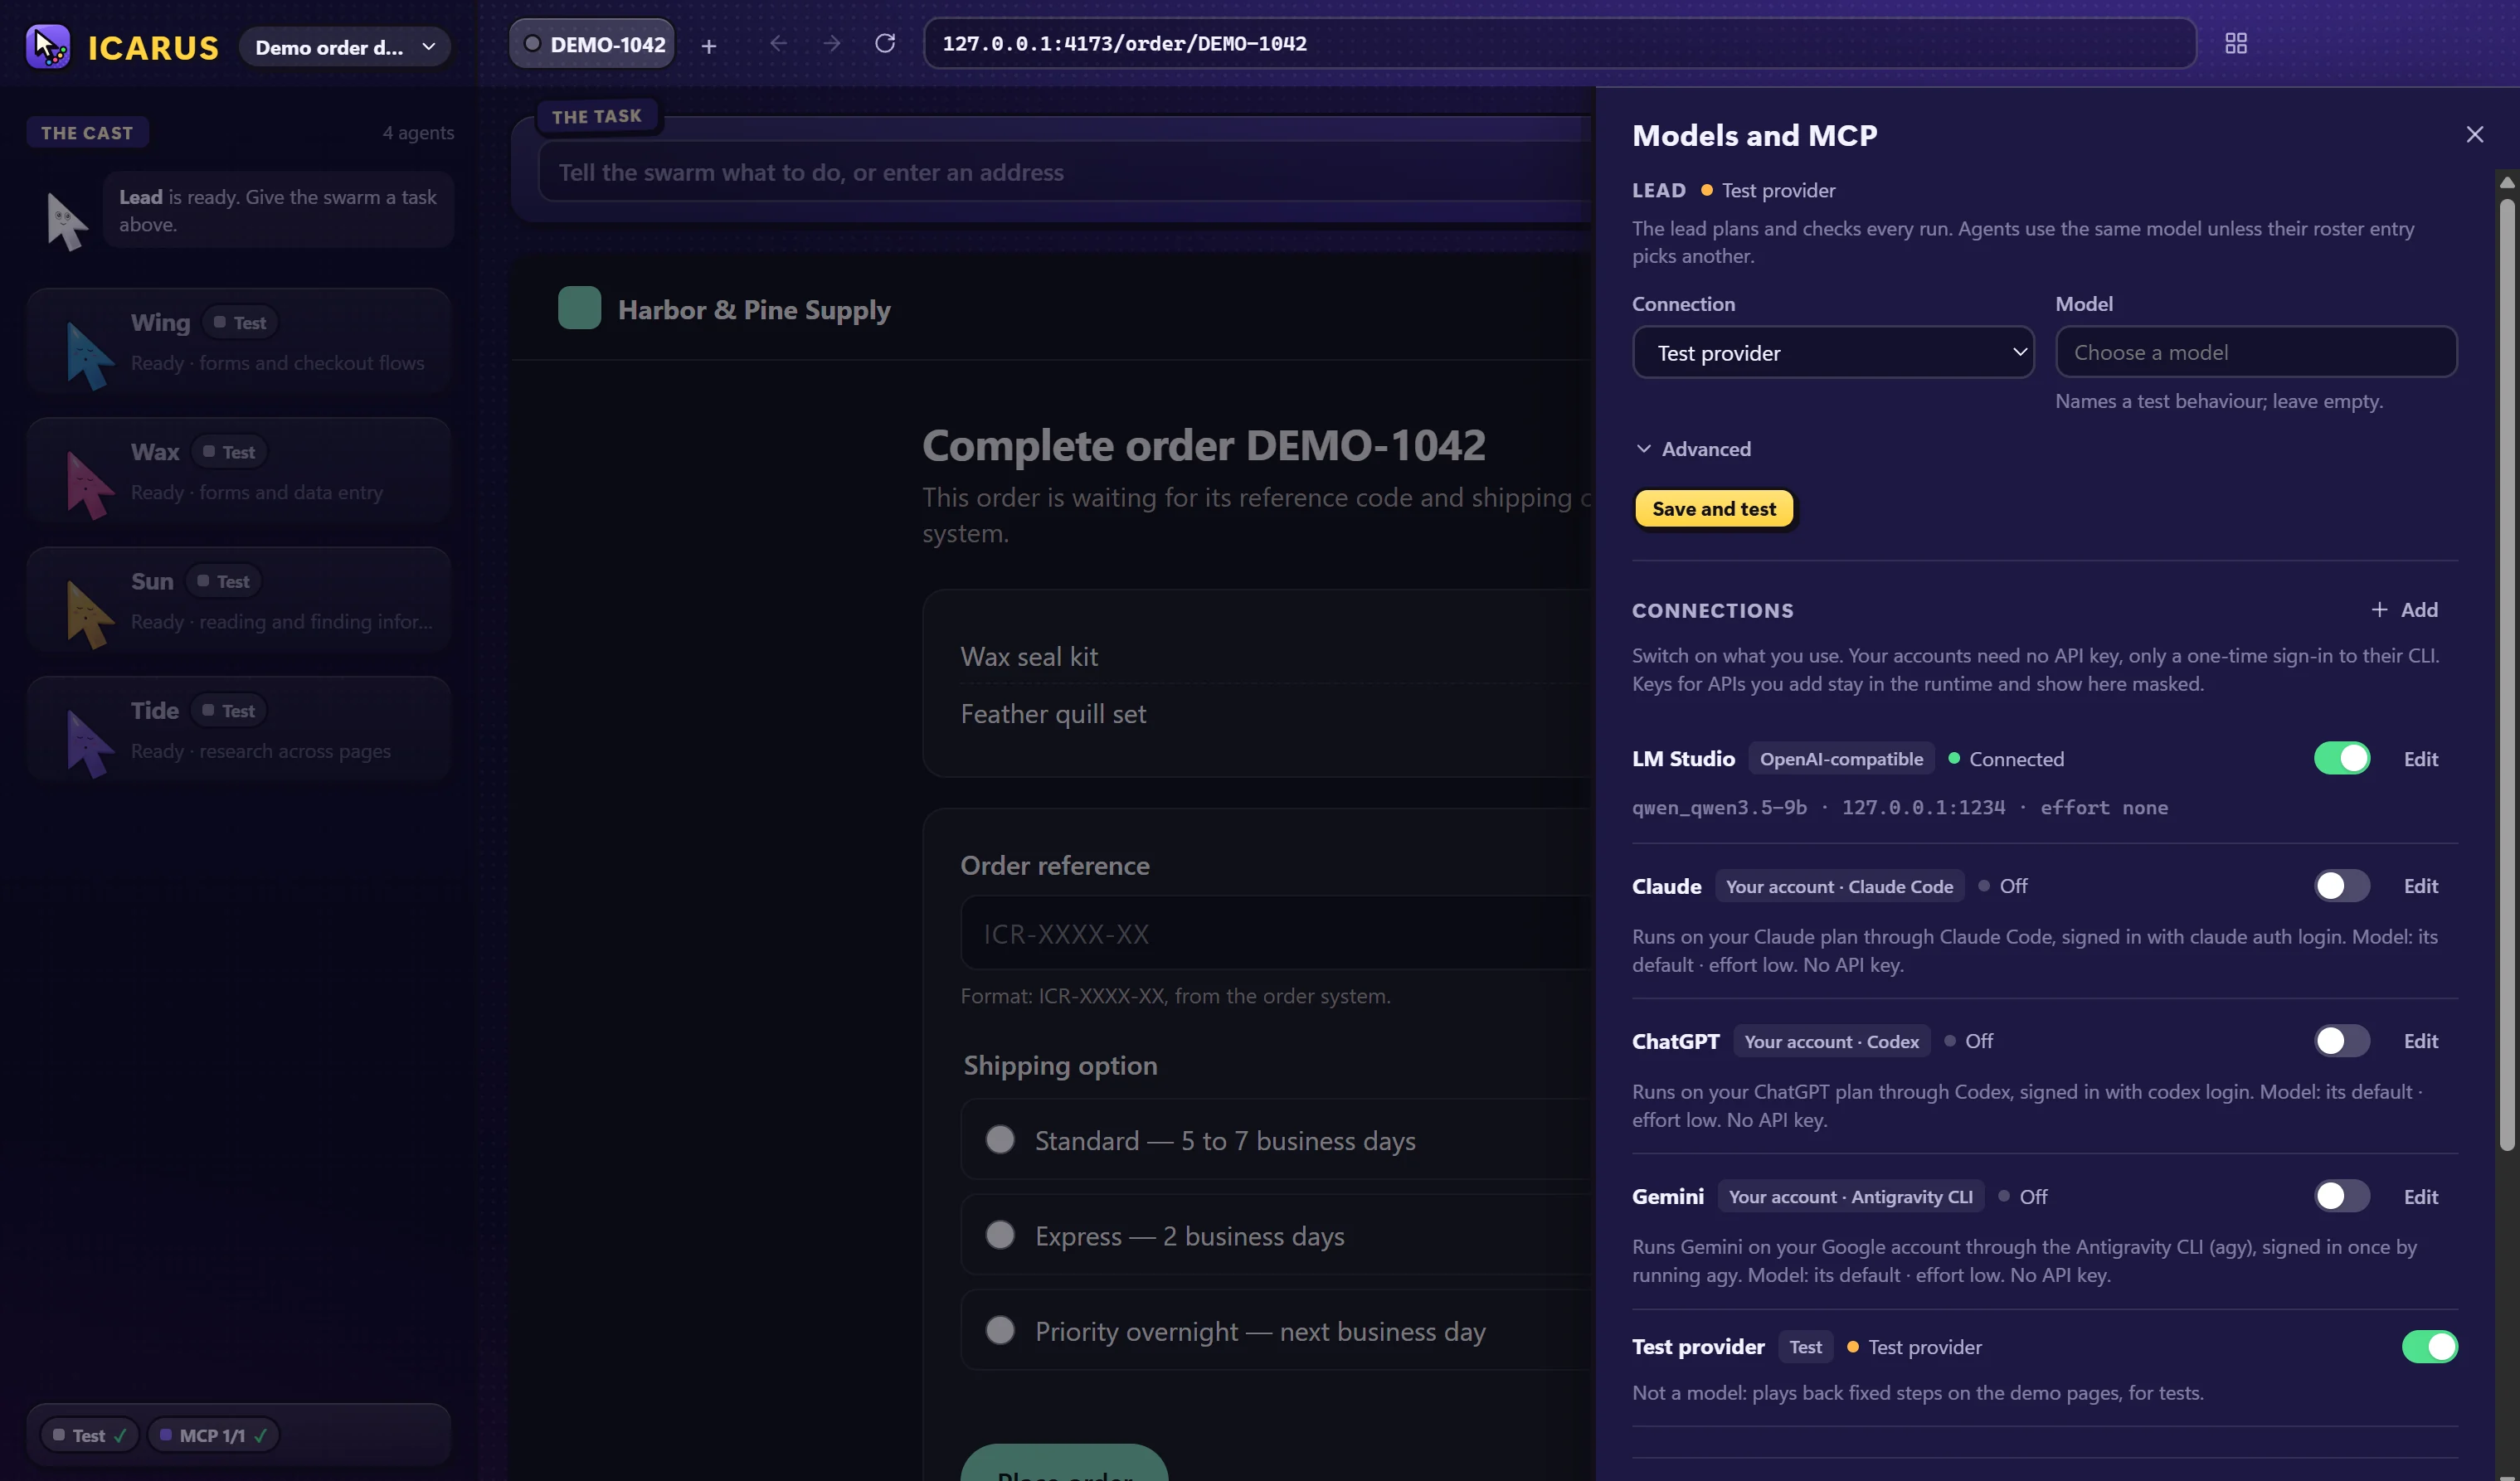 ICARUS
Demo order d...
DEMO-1042
127.0.0.1:4173/order/DEMO-1042
THE CAST
4 agents
Lead is ready. Give the swarm a task
above.
Wing
Test
Ready · forms and checkout flows
Wax
Test
Ready · forms and data entry
Sun
Test
Ready · reading and finding infor...
Tide
Test
Ready · research across pages
Test ✓
MCP 1/1 ✓
THE TASK
Tell the swarm what to do, or enter an address
Harbor & Pine Supply
Complete order DEMO-1042
This order is waiting for its reference code and shipping
system.
Wax seal kit
Feather quill set
Order reference
ICR-XXXX-XX
Format: ICR-XXXX-XX, from the order system.
Shipping option
Standard — 5 to 7 business days
Express — 2 business days
Priority overnight — next business day
Place order
Models and MCP
LEAD
Test provider
The lead plans and checks every run. Agents use the same model unless their roster entry
picks another.
Connection
Model
Test provider
Choose a model
Names a test behaviour; leave empty.
Advanced
Save and test
CONNECTIONS
+ Add
Switch on what you use. Your accounts need no API key, only a one-time sign-in to their CLI.
Keys for APIs you add stay in the runtime and show here masked.
LM Studio
OpenAI-compatible
Connected
Edit
qwen_qwen3.5-9b · 127.0.0.1:1234 · effort none
Claude
Your account · Claude Code
Off
Edit
Runs on your Claude plan through Claude Code, signed in with claude auth login. Model: its
default · effort low. No API key.
ChatGPT
Your account · Codex
Off
Edit
Runs on your ChatGPT plan through Codex, signed in with codex login. Model: its default ·
effort low. No API key.
Gemini
Your account · Antigravity CLI
Off
Edit
Runs Gemini on your Google account through the Antigravity CLI (agy), signed in once by
running agy. Model: its default · effort low. No API key.
Test provider
Test
Test provider
Not a model: plays back fixed steps on the demo pages, for tests.